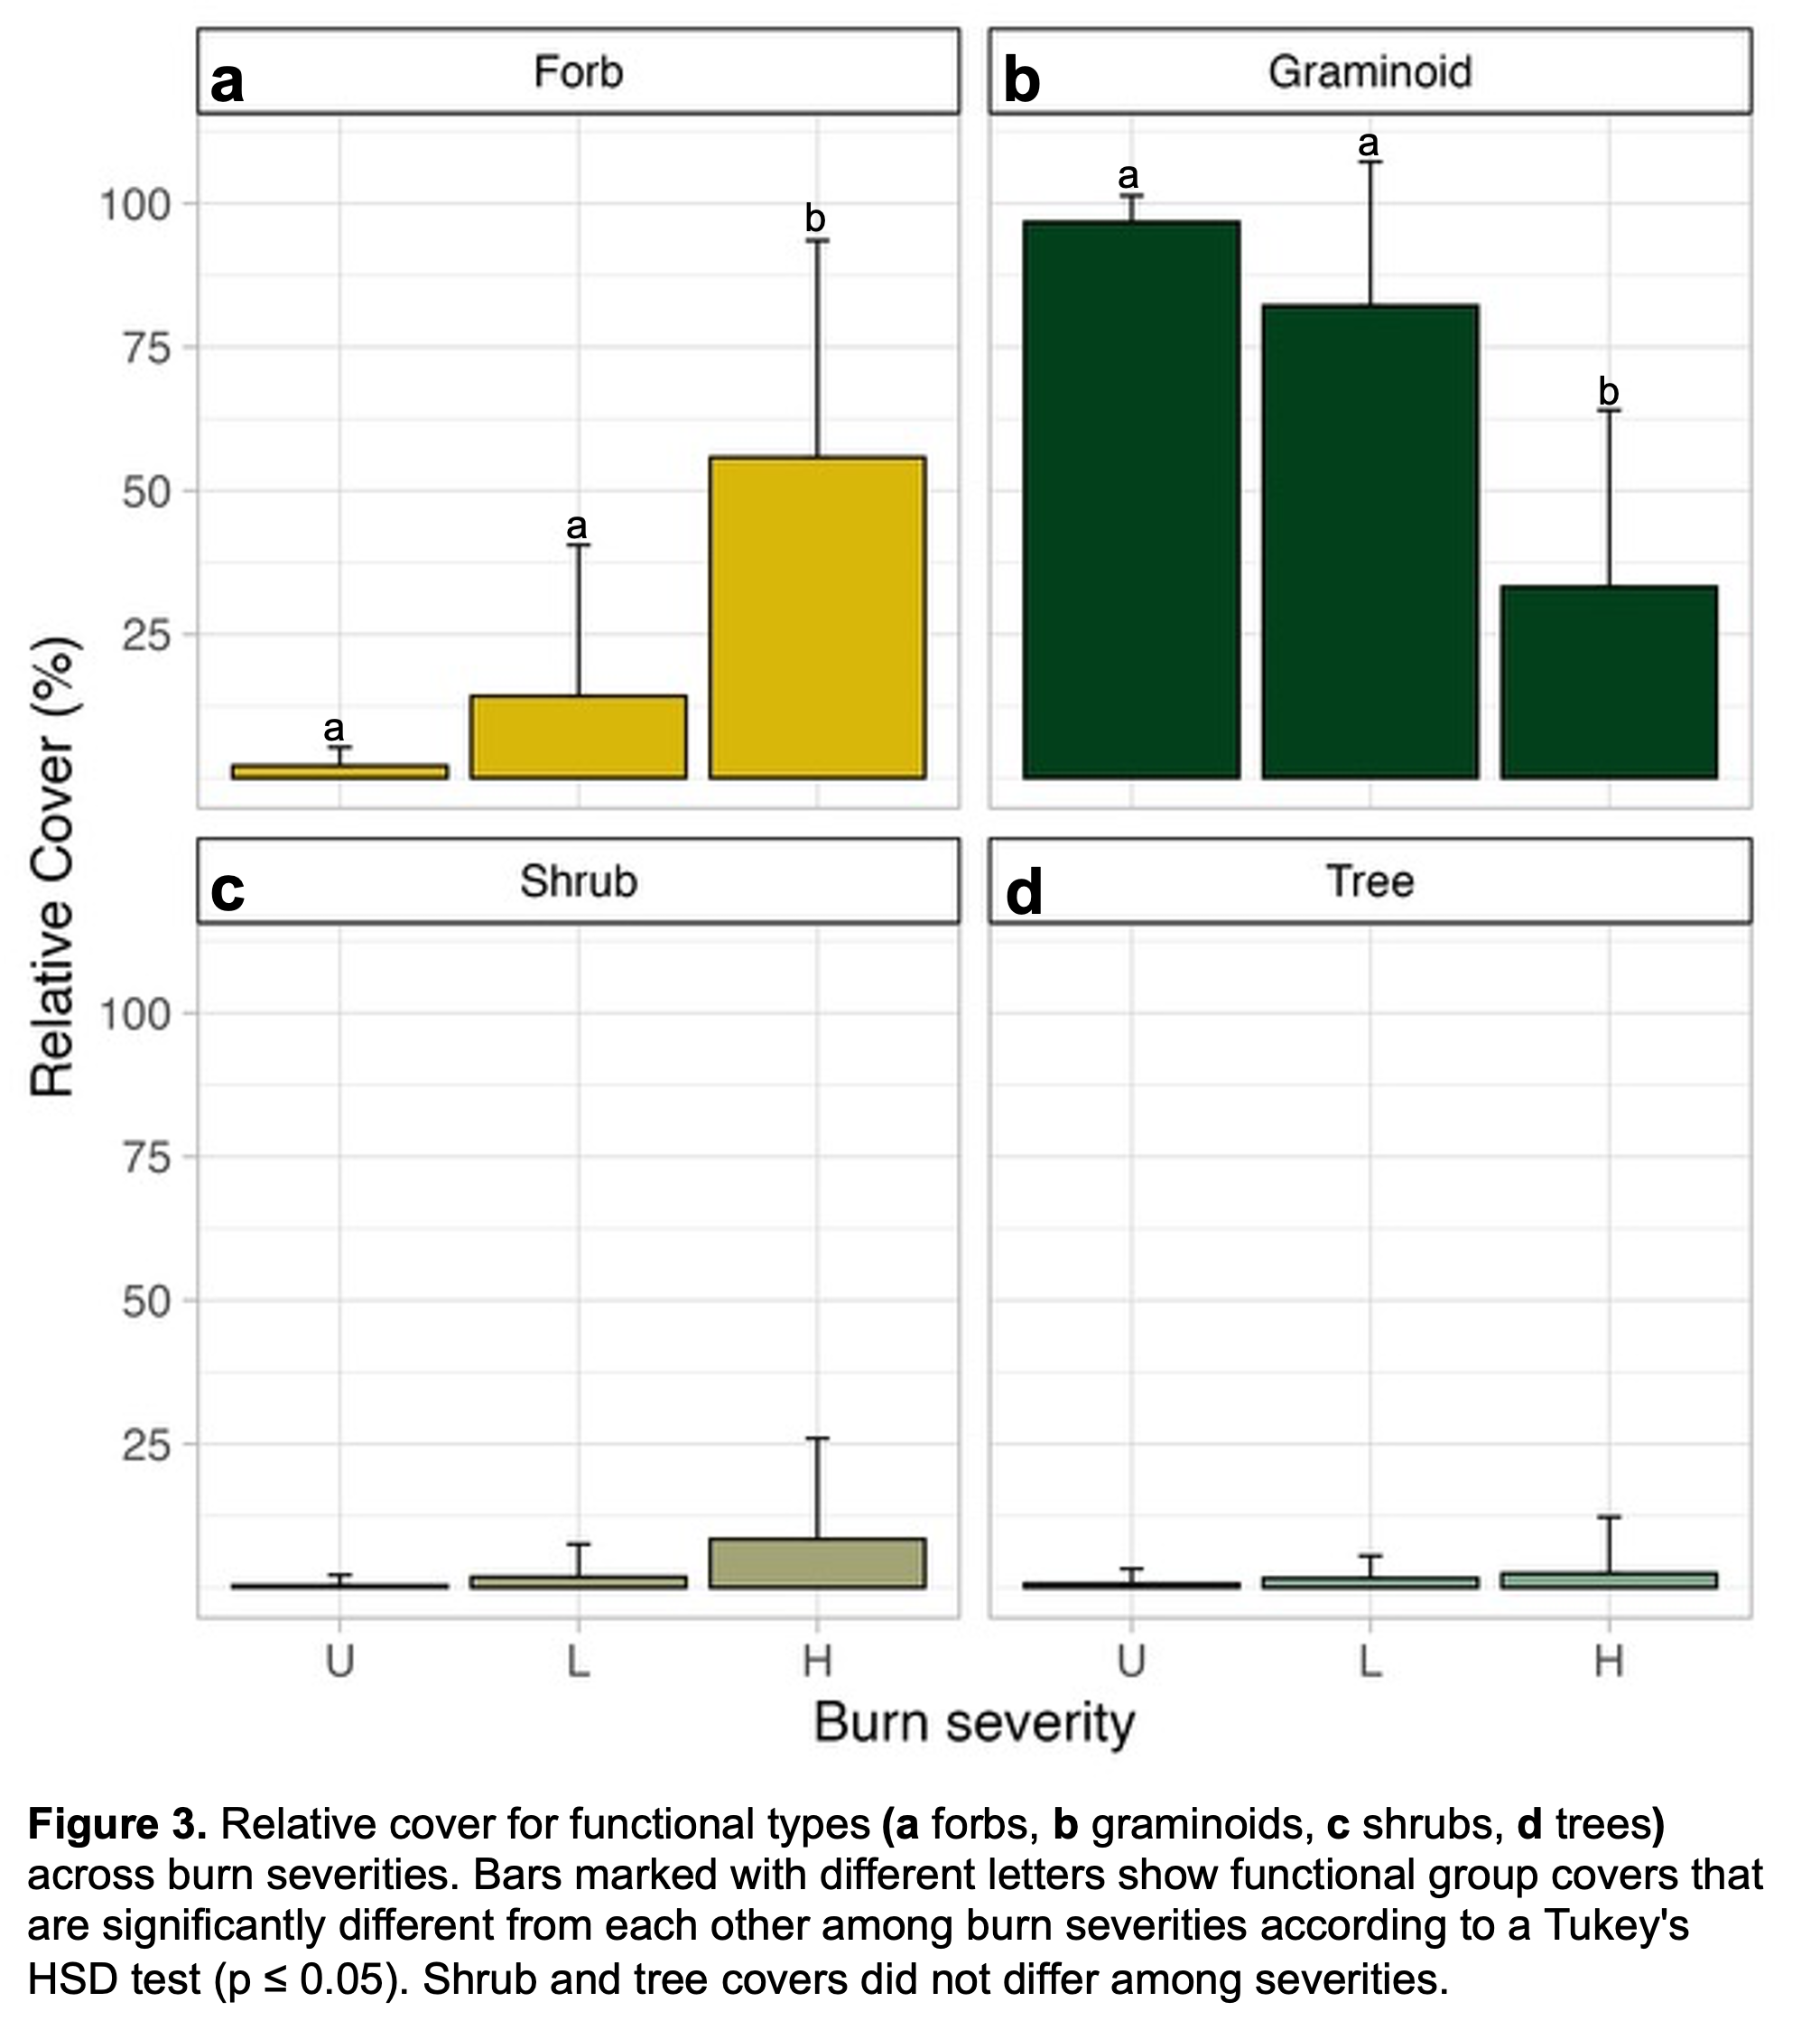 a Forb
b Graminoid
100
75
50
25
a
a
b
a
a
b
Relative Cover (%)
c Shrub
d Tree
100
75
50
25
U L H
U L H
Burn severity
Figure 3. Relative cover for functional types (a forbs, b graminoids, c shrubs, d trees)
across burn severities. Bars marked with different letters show functional group covers that
are significantly different from each other among burn severities according to a Tukey's
HSD test (p ≤ 0.05). Shrub and tree covers did not differ among severities.